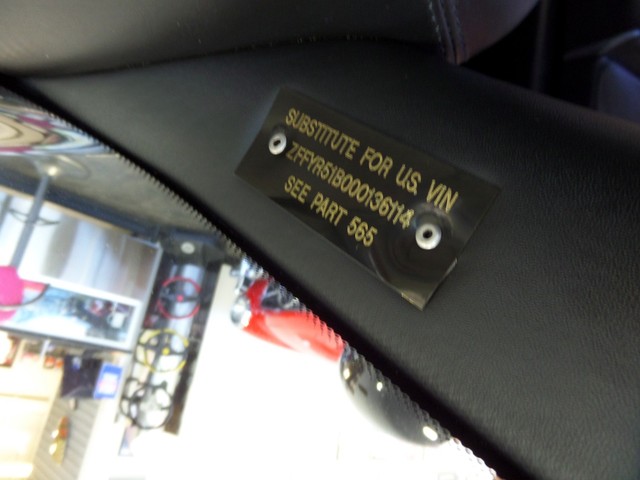 SUBSTITUTE FOR U.S. VIN
ZFFYR51B000136114
SEE PART 565